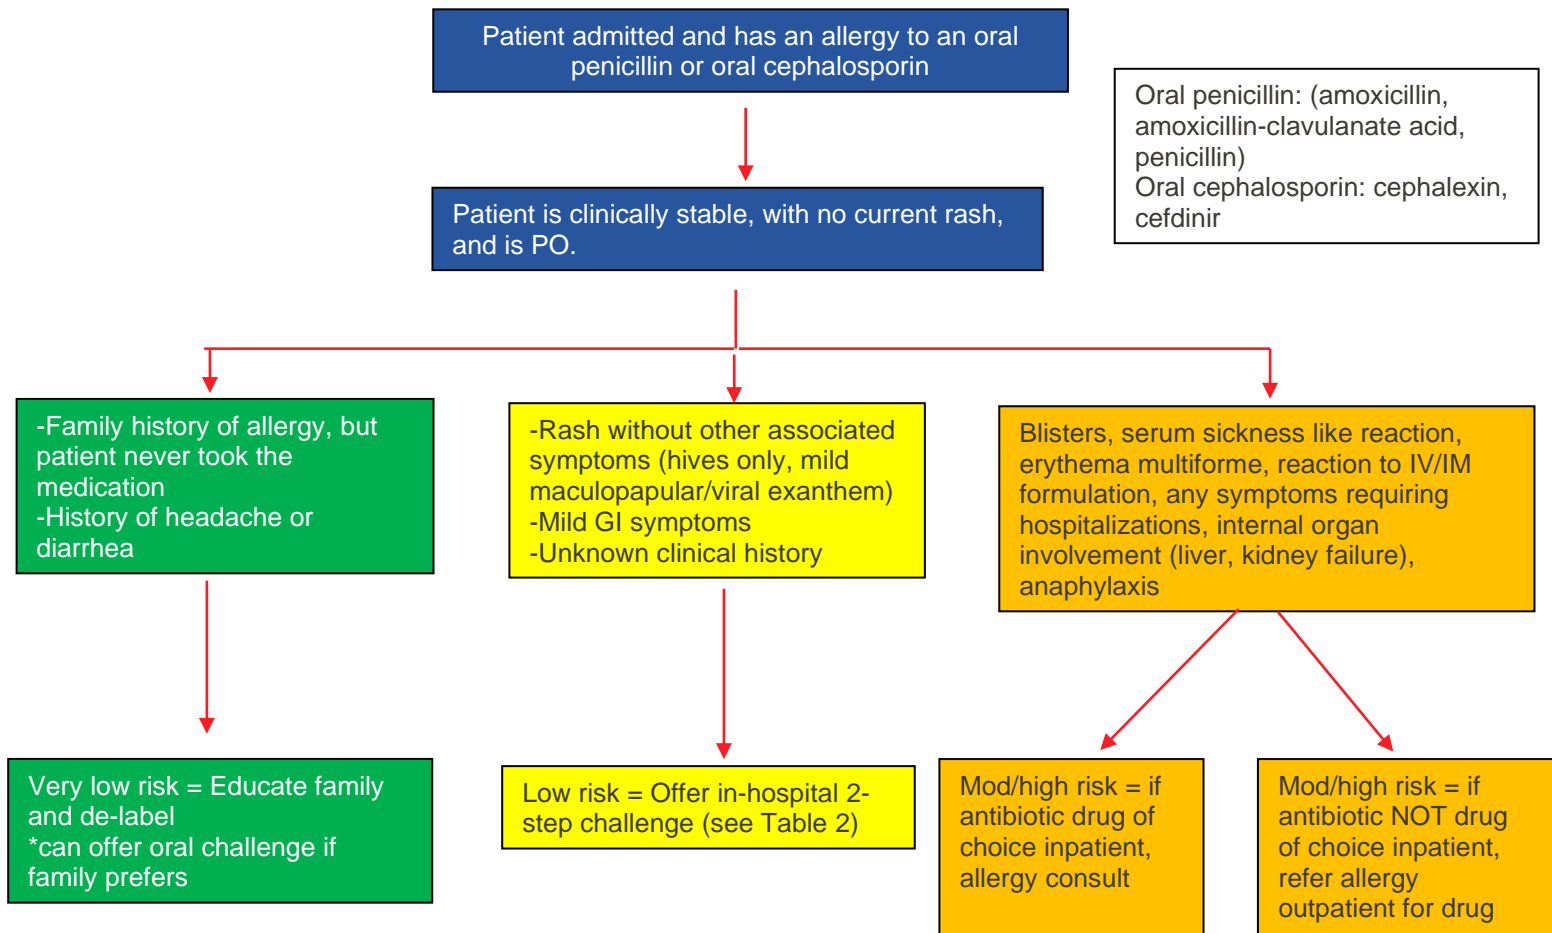 Patient admitted and has an allergy to an oral
penicillin or oral cephalosporin
Oral penicillin: (amoxicillin,
amoxicillin-clavulanate acid,
penicillin)
Oral cephalosporin: cephalexin,
cefdinir
Patient is clinically stable, with no current rash,
and is PO.
-Family history of allergy, but
patient never took the
medication
-History of headache or
diarrhea
-Rash without other associated
symptoms (hives only, mild
maculopapular/viral exanthem)
-Mild GI symptoms
-Unknown clinical history
Blisters, serum sickness like reaction,
erythema multiforme, reaction to IV/IM
formulation, any symptoms requiring
hospitalizations, internal organ
involvement (liver, kidney failure),
anaphylaxis
Very low risk = Educate family
and de-label
*can offer oral challenge if
family prefers
Low risk = Offer in-hospital 2-
step challenge (see Table 2)
Mod/high risk = if
antibiotic drug of
choice inpatient,
allergy consult
Mod/high risk = if
antibiotic NOT drug
of choice inpatient,
refer allergy
outpatient for drug